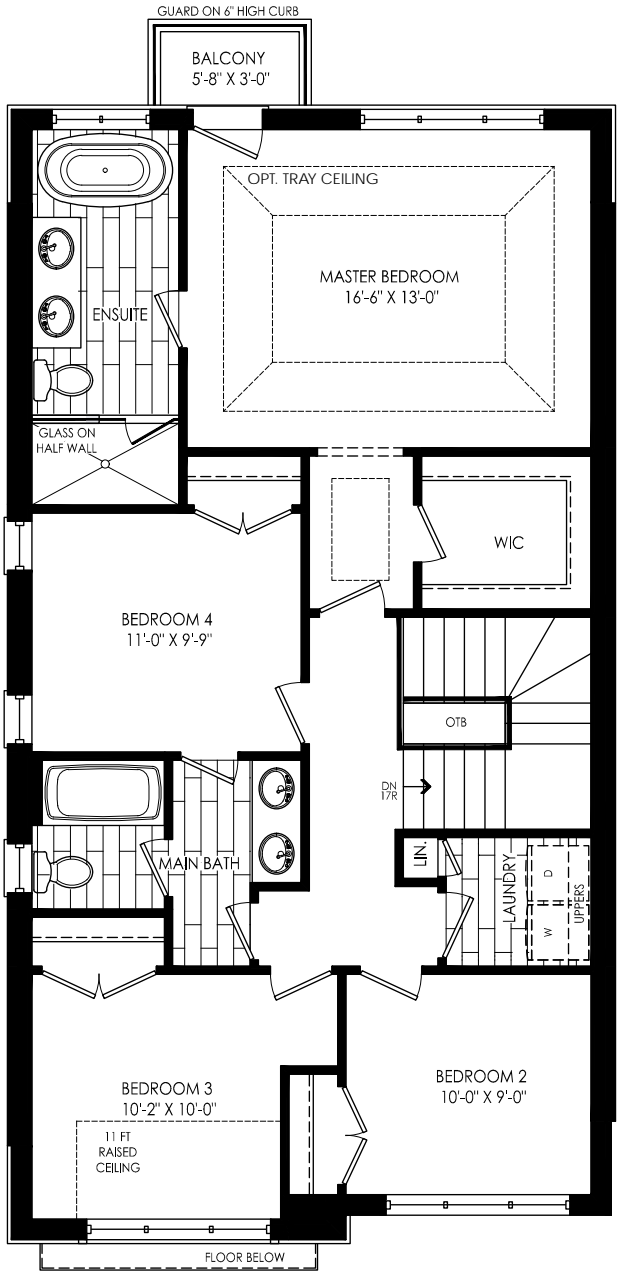 GUARD ON 6" HIGH CURB
BALCONY
5'-8" X 3'-0"
OPT. TRAY CEILING
MASTER BEDROOM
16'-6" X 13'-0"
ENSUITE
GLASS ON
HALF WALL
WIC
BEDROOM 4
11'-0" X 9'-9"
OTB
DN
17R
MAIN BATH
LIN.
LAUNDRY
D
W
UPPERS
BEDROOM 3
10'-2" X 10'-0"
11 FT
RAISED
CEILING
BEDROOM 2
10'-0" X 9'-0"
FLOOR BELOW